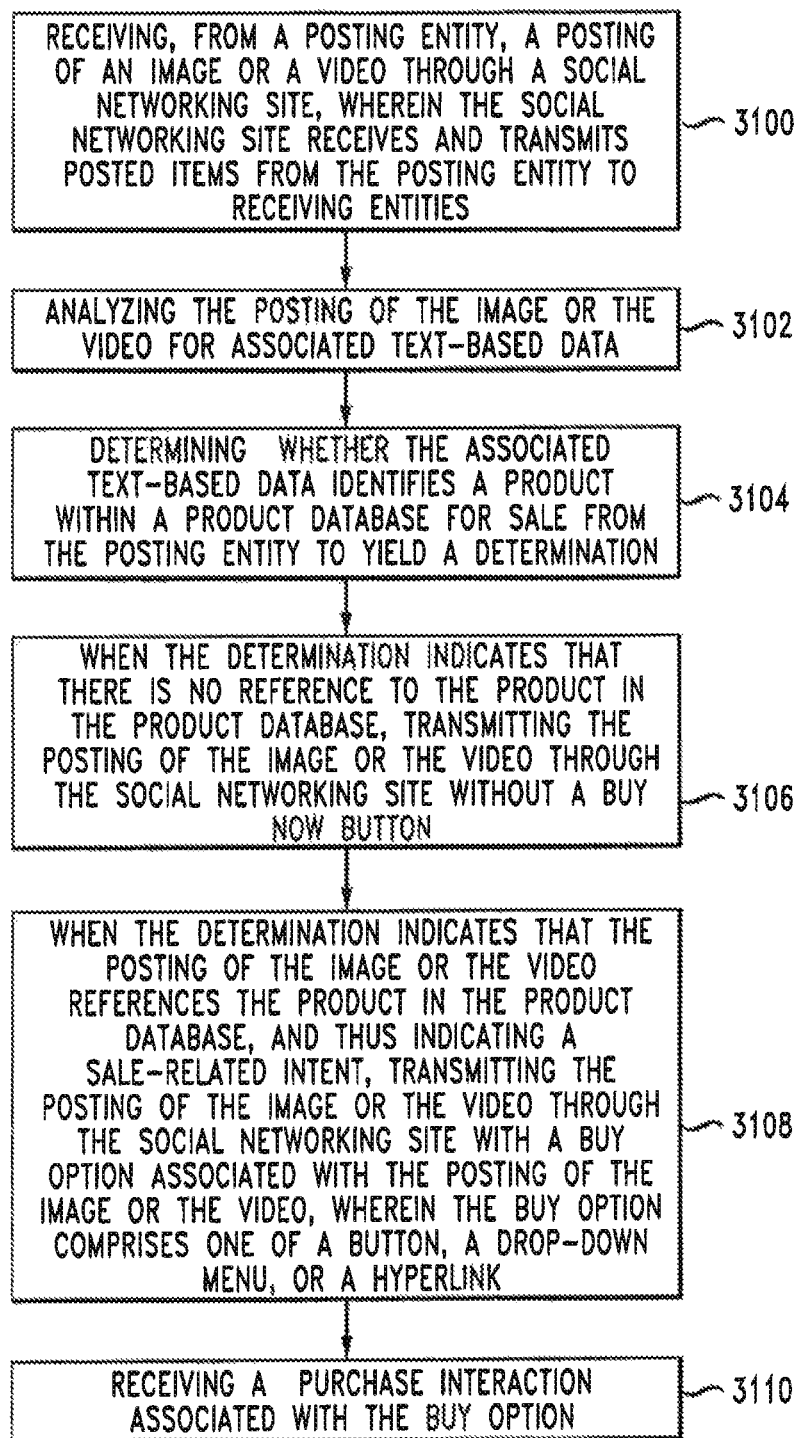 RECEIVING, FROM A POSTING ENTITY, A POSTING
OF AN IMAGE OR A VIDEO THROUGH A SOCIAL
NETWORKING SITE, WHEREIN THE SOCIAL
NETWORKING SITE RECEIVES AND TRANSMITS
POSTED ITEMS FROM THE POSTING ENTITY TO
RECEIVING ENTITIES
3100
ANALYZING THE POSTING OF THE IMAGE OR THE
VIDEO FOR ASSOCIATED TEXT-BASED DATA
3102
DETERMINING WHETHER THE ASSOCIATED
TEXT-BASED DATA IDENTIFIES A PRODUCT
WITHIN A PRODUCT DATABASE FOR SALE FROM
THE POSTING ENTITY TO YIELD A DETERMINATION
3104
WHEN THE DETERMINATION INDICATES THAT
THERE IS NO REFERENCE TO THE PRODUCT IN
THE PRODUCT DATABASE, TRANSMITTING THE
POSTING OF THE IMAGE OR THE VIDEO THROUGH
THE SOCIAL NETWORKING SITE WITHOUT A BUY
NOW BUTTON
3106
WHEN THE DETERMINATION INDICATES THAT THE
POSTING OF THE IMAGE OR THE VIDEO
REFERENCES THE PRODUCT IN THE PRODUCT
DATABASE, AND THUS INDICATING A
SALE-RELATED INTENT, TRANSMITTING THE
POSTING OF THE IMAGE OR THE VIDEO THROUGH
THE SOCIAL NETWORKING SITE WITH A BUY
OPTION ASSOCIATED WITH THE POSTING OF THE
IMAGE OR THE VIDEO, WHEREIN THE BUY OPTION
COMPRISES ONE OF A BUTTON, A DROP-DOWN
MENU, OR A HYPERLINK
3108
RECEIVING A PURCHASE INTERACTION
ASSOCIATED WITH THE BUY OPTION
3110